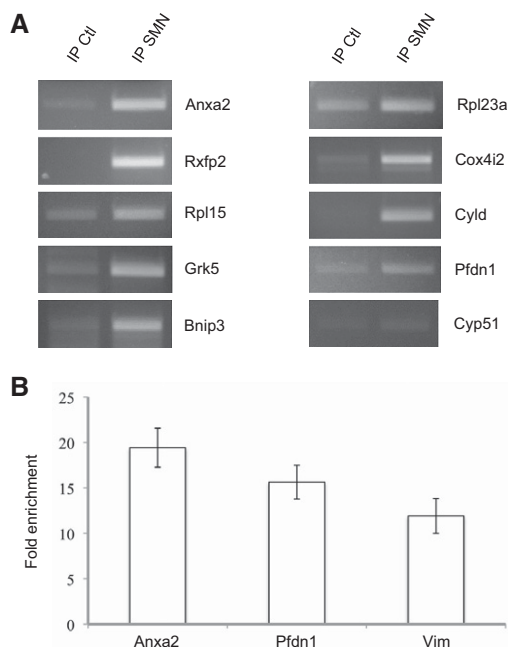 A
IP Ctl
IP SMN
Anxa2
Rxfp2
Rpl15
Grk5
Bnip3
IP Ctl
IP SMN
Rpl23a
Cox4i2
Cyld
Pfdn1
Cyp51
B
Fold enrichment
25
20
15
10
5
0
Anxa2 Pfdn1 Vim